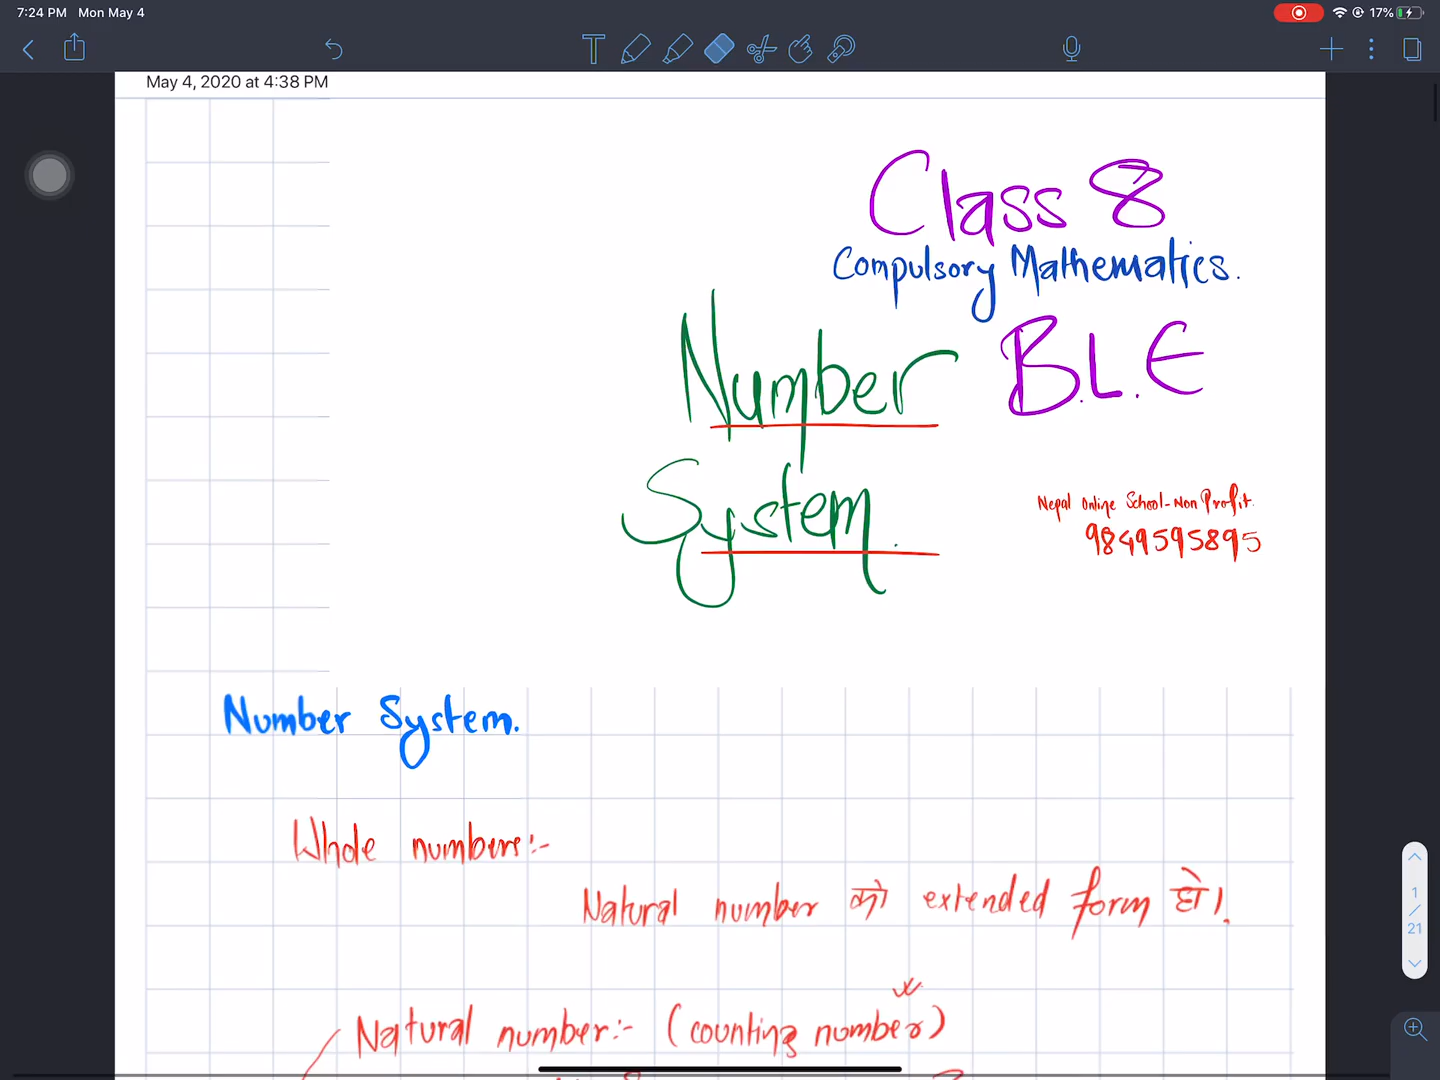 7:24 PM Mon May 4
17%
May 4, 2020 at 4:38 PM
Class 8
Compulsory Mathematics.
Number B.L.E
System.
Nepal Online School-Non Profit.
9849595895
Number System.
Whole numbers:-
Natural number को extended form हो।.
Natural number:- (counting number)
1
/
21